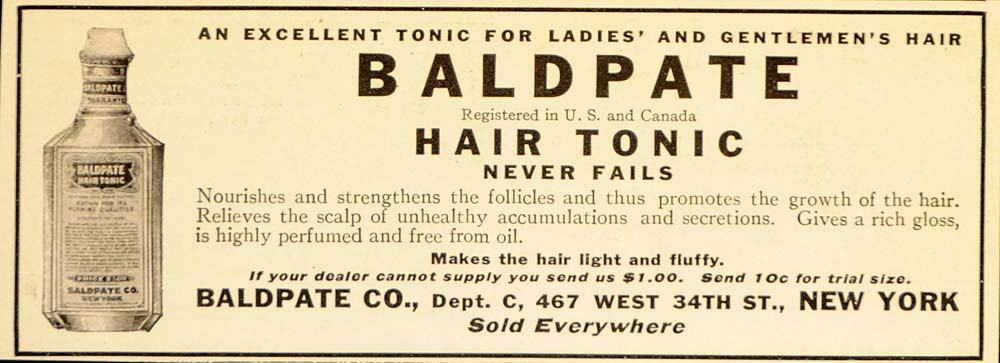 AN EXCELLENT TONIC FOR LADIES' AND GENTLEMEN'S HAIR
BALDPATE
Registered in U. S. and Canada
HAIR TONIC
NEVER FAILS
Nourishes and strengthens the follicles and thus promotes the growth of the hair.
Relieves the scalp of unhealthy accumulations and secretions. Gives a rich gloss,
is highly perfumed and free from oil.
Makes the hair light and fluffy.
If your dealer cannot supply you send us $1.00. Send 10c for trial size.
BALDPATE CO., Dept. C, 467 WEST 34TH ST., NEW YORK
Sold Everywhere
BALDPATE
BALDPATE
HAIR TONIC
BALDPATE CO.
NEW YORK